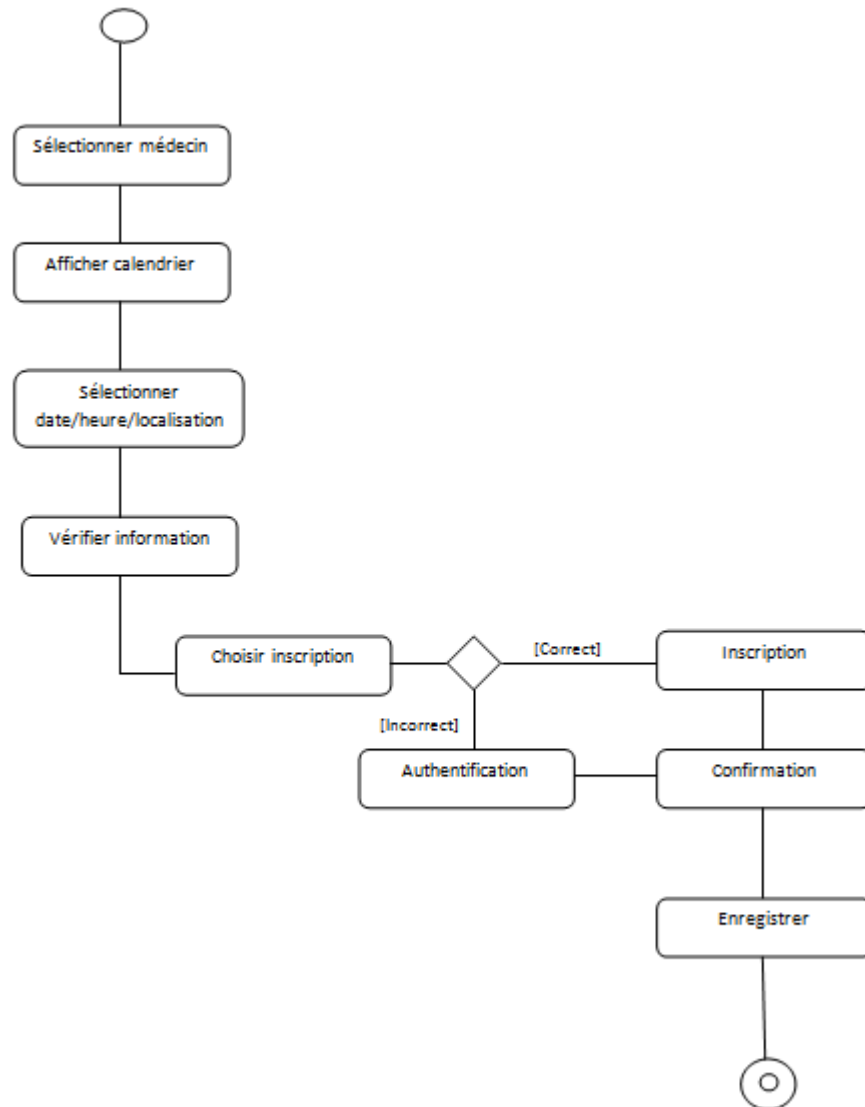 Sélectionner médecin
Afficher calendrier
Sélectionner
date/heure/localisation
Vérifier information
Choisir inscription
[Correct]
Inscription
[Incorrect]
Authentification
Confirmation
Enregistrer